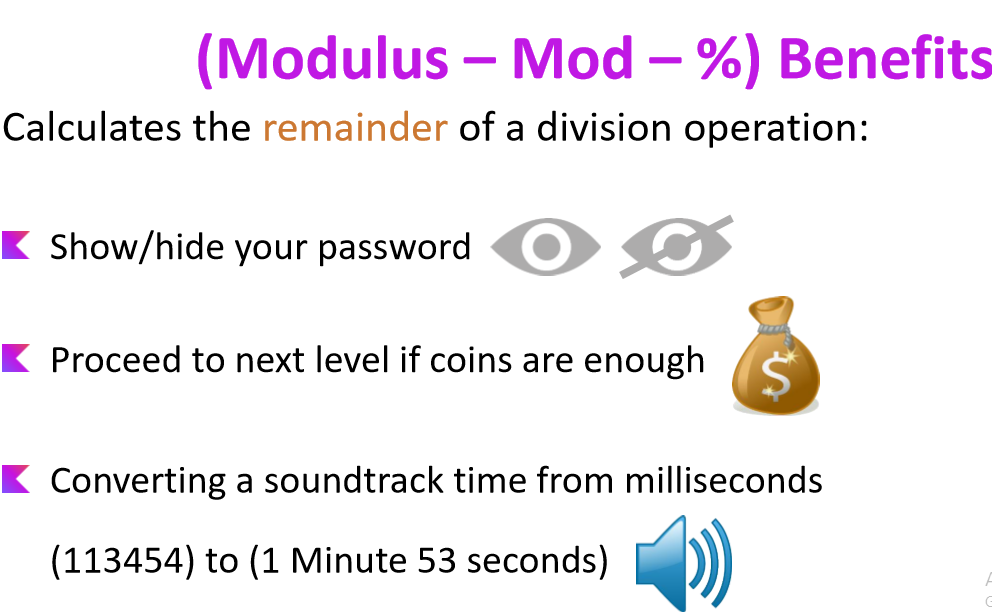 (Modulus – Mod – %) Benefits
Calculates the remainder of a division operation:
Show/hide your password
Proceed to next level if coins are enough
$
Converting a soundtrack time from milliseconds
(113454) to (1 Minute 53 seconds)